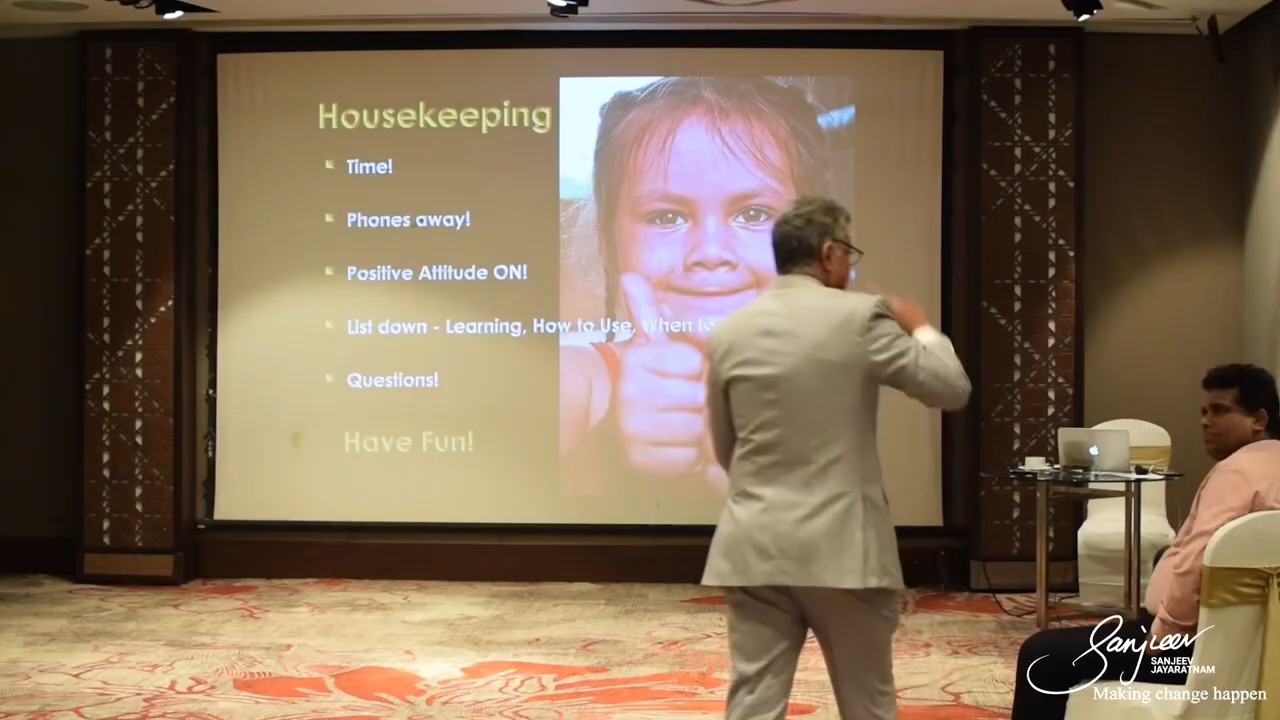 Housekeeping
Time!
Phones away!
Positive Attitude ON!
List down - Learning, How to Use, When
Questions!
Have Fun!
Sanjeev
SANJEEV
JAYARATNAM
Making change happen